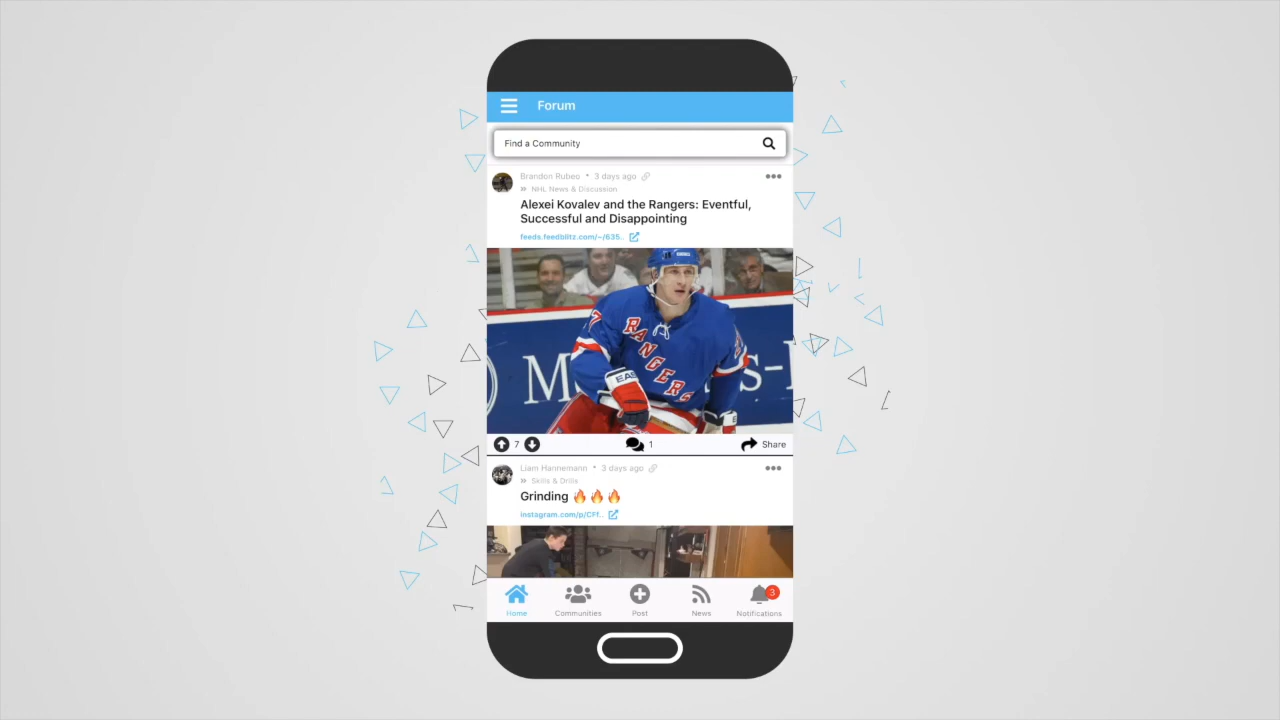 Forum
Find a Community
Brandon Rubeo • 3 days ago
» NHL News & Discussion
Alexei Kovalev and the Rangers: Eventful,
Successful and Disappointing
feeds.feedblitz.com/~/635..
RANGERS
7
1
Share
Liam Hannemann • 3 days ago
» Skills & Drills
Grinding 🔥🔥🔥
instagram.com/p/CFf..
3
Home
Communities
Post
News
Notifications